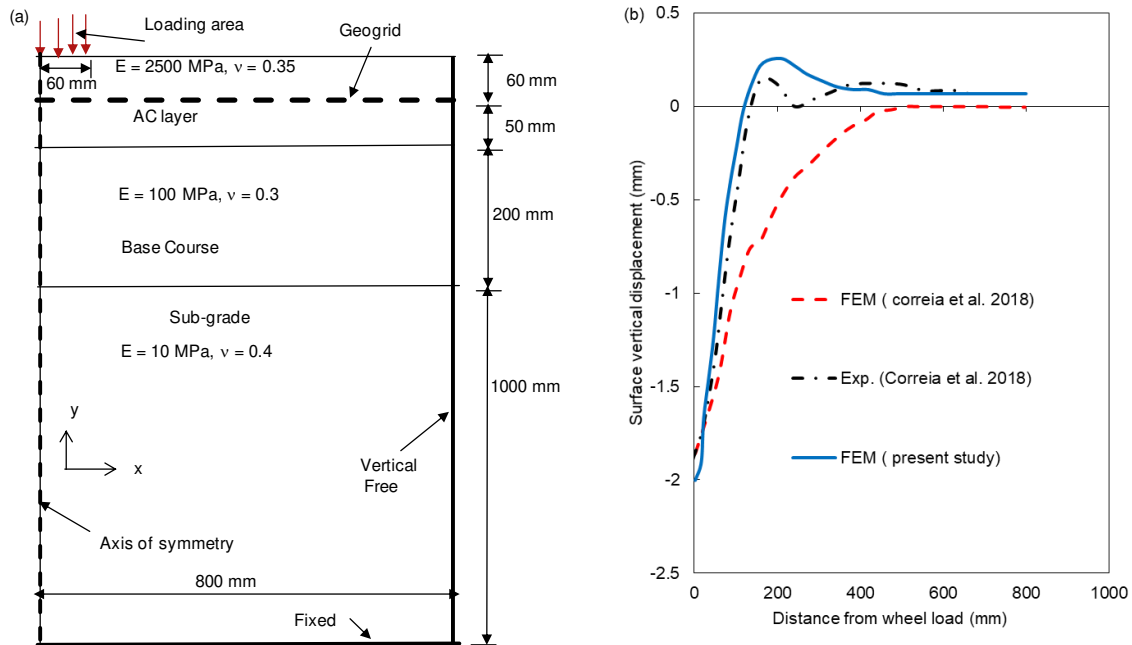 (a)
Loading area
Geogrid
E = 2500 MPa, ν = 0.35
60 mm
60 mm
AC layer
50 mm
E = 100 MPa, ν = 0.3
200 mm
Base Course
Sub-grade
E = 10 MPa, ν = 0.4
1000 mm
y
x
Vertical
Free
Axis of symmetry
800 mm
Fixed
(b)
0.5
0
-0.5
-1
-1.5
-2
-2.5
Surface vertical displacement (mm)
FEM ( correia et al. 2018)
Exp. (Correia et al. 2018)
FEM ( present study)
0
200
400
600
800
1000
Distance from wheel load (mm)